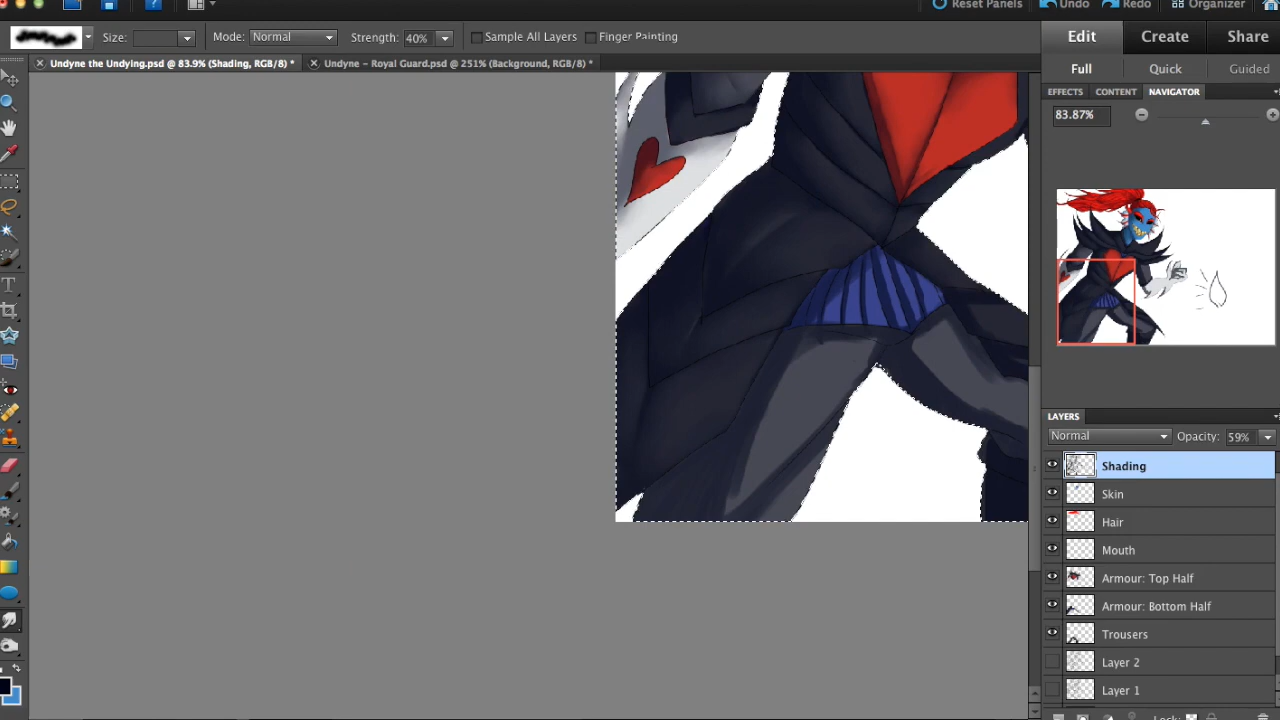 Reset Panels Undo Redo Organizer
Size: Mode: Normal Strength: 40% Sample All Layers Finger Painting
Edit Create Share
Undyne the Undying.psd @ 83.9% (Shading, RGB/8) * Undyne - Royal Guard.psd @ 251% (Background, RGB/8) *
Full Quick Guided
EFFECTS CONTENT NAVIGATOR
83.87%
LAYERS
Normal Opacity: 59%
Shading
Skin
Hair
Mouth
Armour: Top Half
Armour: Bottom Half
Trousers
Layer 2
Layer 1
Lock: